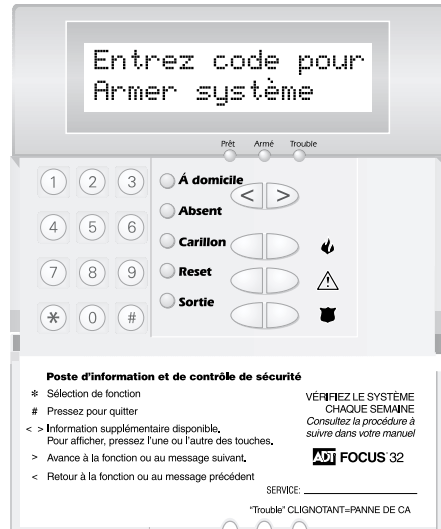 Entrez code pour
Armer système
Prêt Armé Trouble
1 2 3
Á domicile
< >
Absent
4 5 6
Carillon
7 8 9
Reset
Sortie
* 0 #
Poste d'information et de contrôle de sécurité
* Sélection de fonction
# Pressez pour quitter
< > Information supplémentaire disponible.
Pour afficher, pressez l'une ou l'autre des touches.
> Avance à la fonction ou au message suivant.
< Retour à la fonction ou au message précédent
VÉRIFIEZ LE SYSTÈME
CHAQUE SEMAINE
Consultez la procédure à
suivre dans votre manuel
ADT FOCUS 32
SERVICE:
"Trouble" CLIGNOTANT=PANNE DE CA